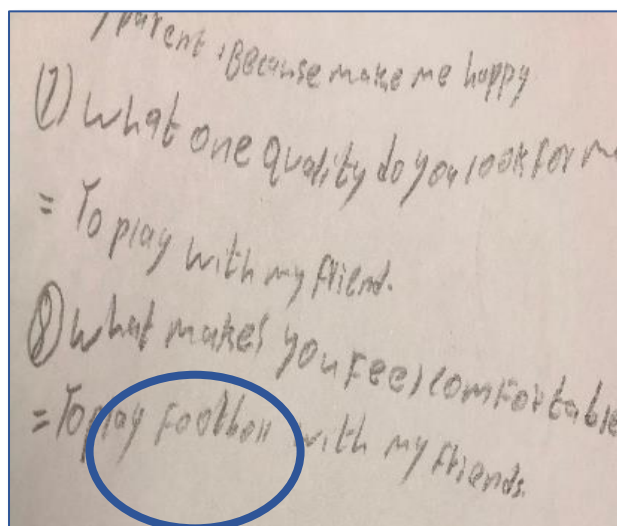 parent, Because make me happy
(7) What one quality do you look for m
= To play with my friend.
(8) What makes you feel comfortable
= To play football with my friends.